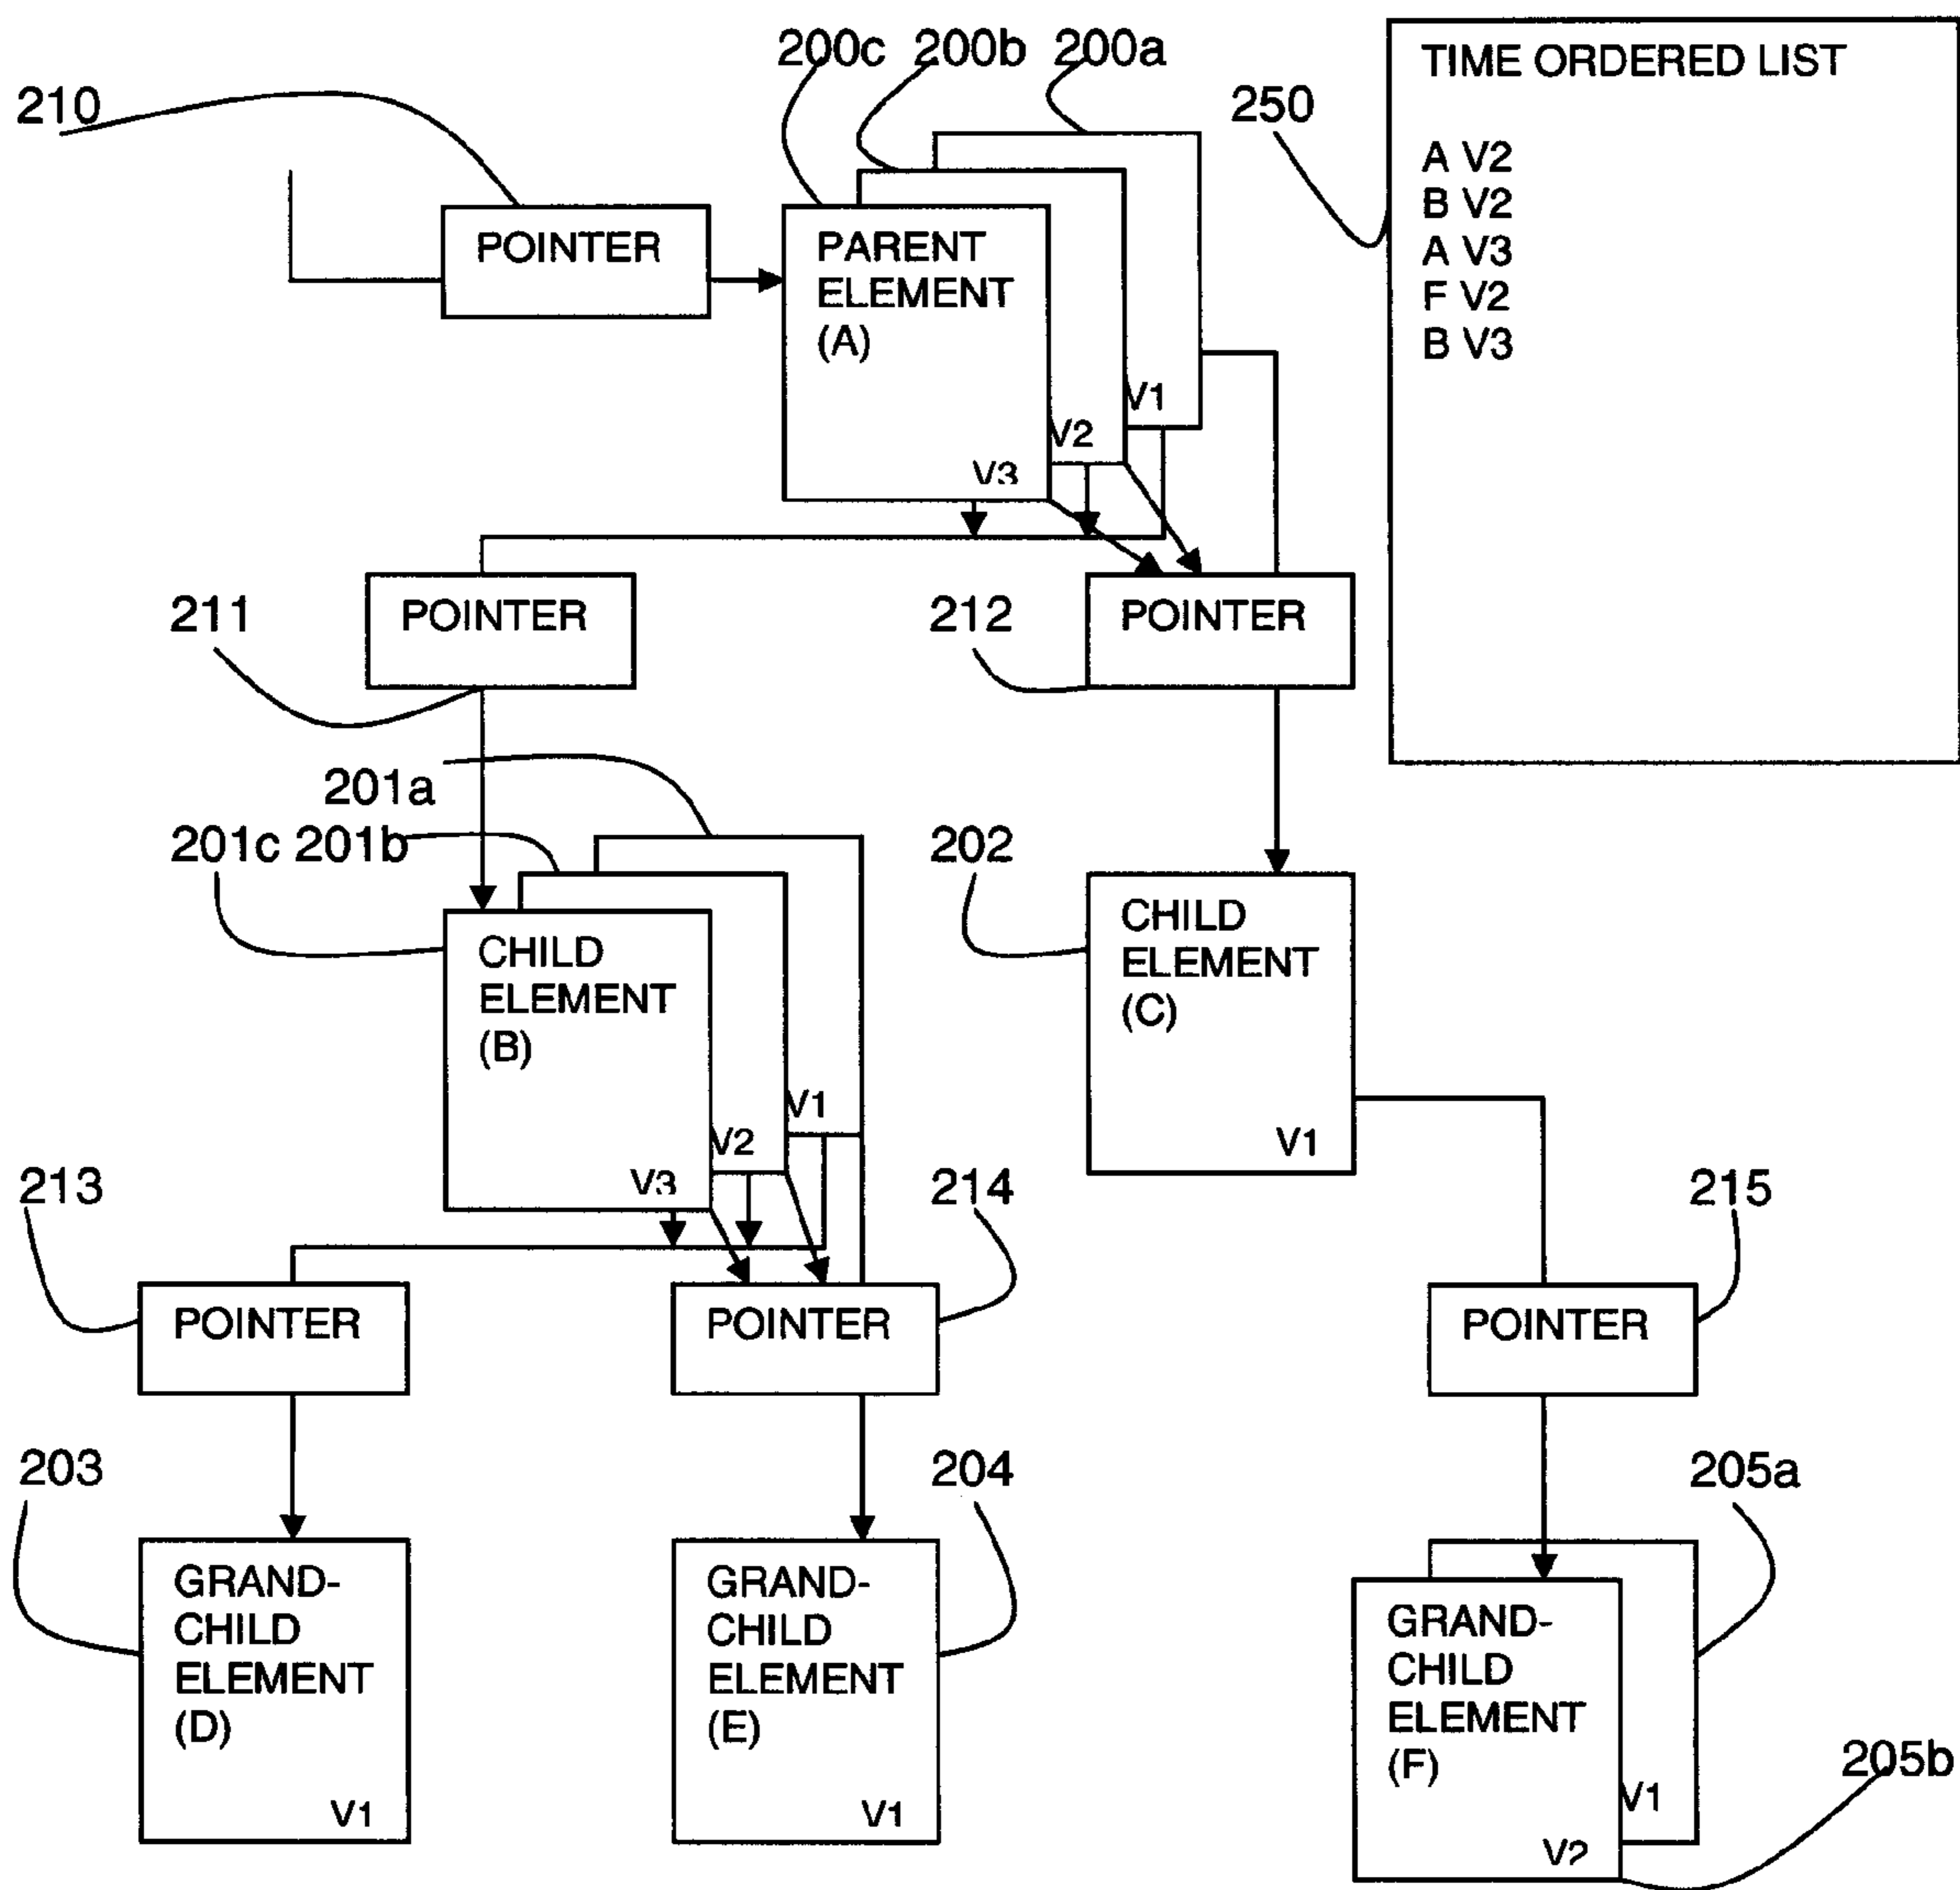 200c 200b 200a
210
250
TIME ORDERED LIST
A V2
B V2
A V3
F V2
B V3
POINTER
PARENT
ELEMENT
(A)
V1
V2
V3
211
POINTER
212
POINTER
201a
201c 201b
202
CHILD
ELEMENT
(B)
V1
V2
V3
CHILD
ELEMENT
(C)
V1
213
214
215
POINTER
POINTER
POINTER
203
204
205a
GRAND-
CHILD
ELEMENT
(D)
V1
GRAND-
CHILD
ELEMENT
(E)
V1
GRAND-
CHILD
ELEMENT
(F)
V1
V2
205b